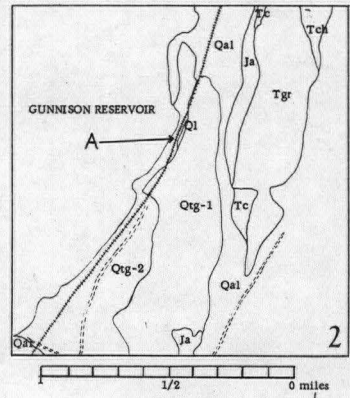 Tc
Tch
Qal
Ja
GUNNISON RESERVOIR
Tgr
Ql
A
Qtg-1
Tc
Qtg-2
Qal
Qal
Ja
2
1 1/2 0 miles